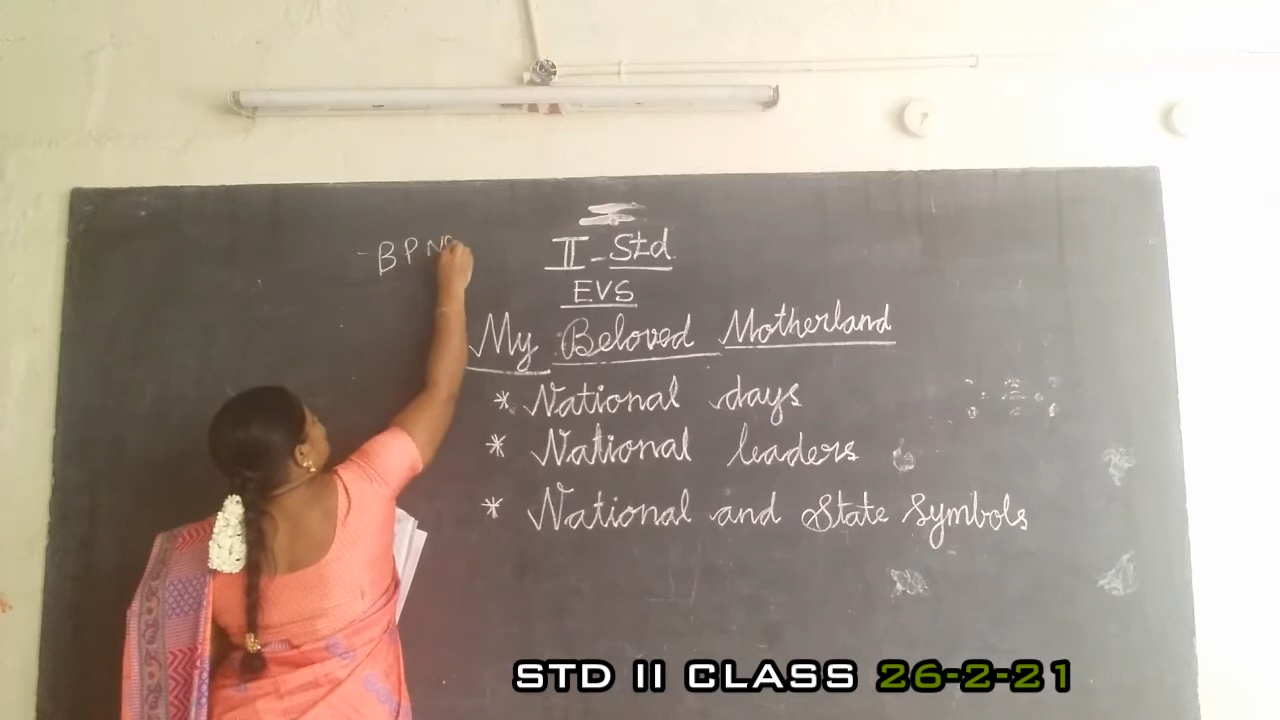 II - Std
EVS
My Beloved Motherland
* National days
* National leaders
* National and State Symbols
STD II CLASS 26-2-21